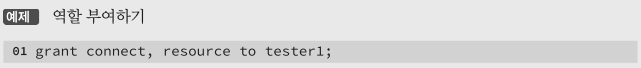 예제 역할 부여하기
01 grant connect, resource to tester1;